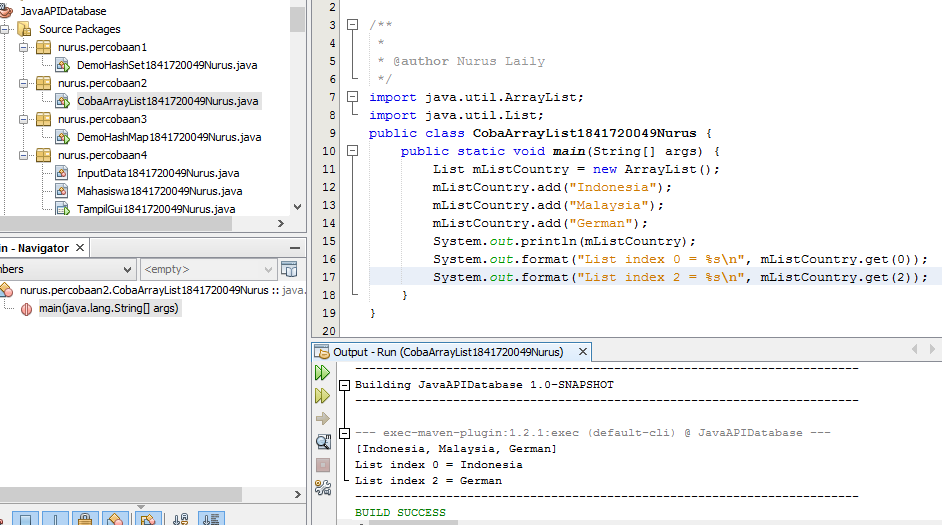 JavaAPIDatabase
Source Packages
nurus.percobaan1
DemoHashSet1841720049Nurus.java
nurus.percobaan2
CobaArrayList1841720049Nurus.java
nurus.percobaan3
DemoHashMap1841720049Nurus.java
nurus.percobaan4
InputData1841720049Nurus.java
Mahasiswa1841720049Nurus.java
TampilGui1841720049Nurus.java
in - Navigator
nbers <empty>
nurus.percobaan2.CobaArrayList1841720049Nurus :: java.
main(java.lang.String[] args)
2
3 /**
4 *
5 * @author Nurus Laily
6 */
7 import java.util.ArrayList;
8 import java.util.List;
9 public class CobaArrayList1841720049Nurus {
10 public static void main(String[] args) {
11 List mListCountry = new ArrayList();
12 mListCountry.add("Indonesia");
13 mListCountry.add("Malaysia");
14 mListCountry.add("German");
15 System.out.println(mListCountry);
16 System.out.format("List index 0 = %s\n", mListCountry.get(0));
17 System.out.format("List index 2 = %s\n", mListCountry.get(2));
18 }
19 }
20
Output - Run (CobaArrayList1841720049Nurus)
------------------------------------------------------------------------
Building JavaAPIDatabase 1.0-SNAPSHOT
------------------------------------------------------------------------
--- exec-maven-plugin:1.2.1:exec (default-cli) @ JavaAPIDatabase ---
[Indonesia, Malaysia, German]
List index 0 = Indonesia
List index 2 = German
------------------------------------------------------------------------
BUILD SUCCESS